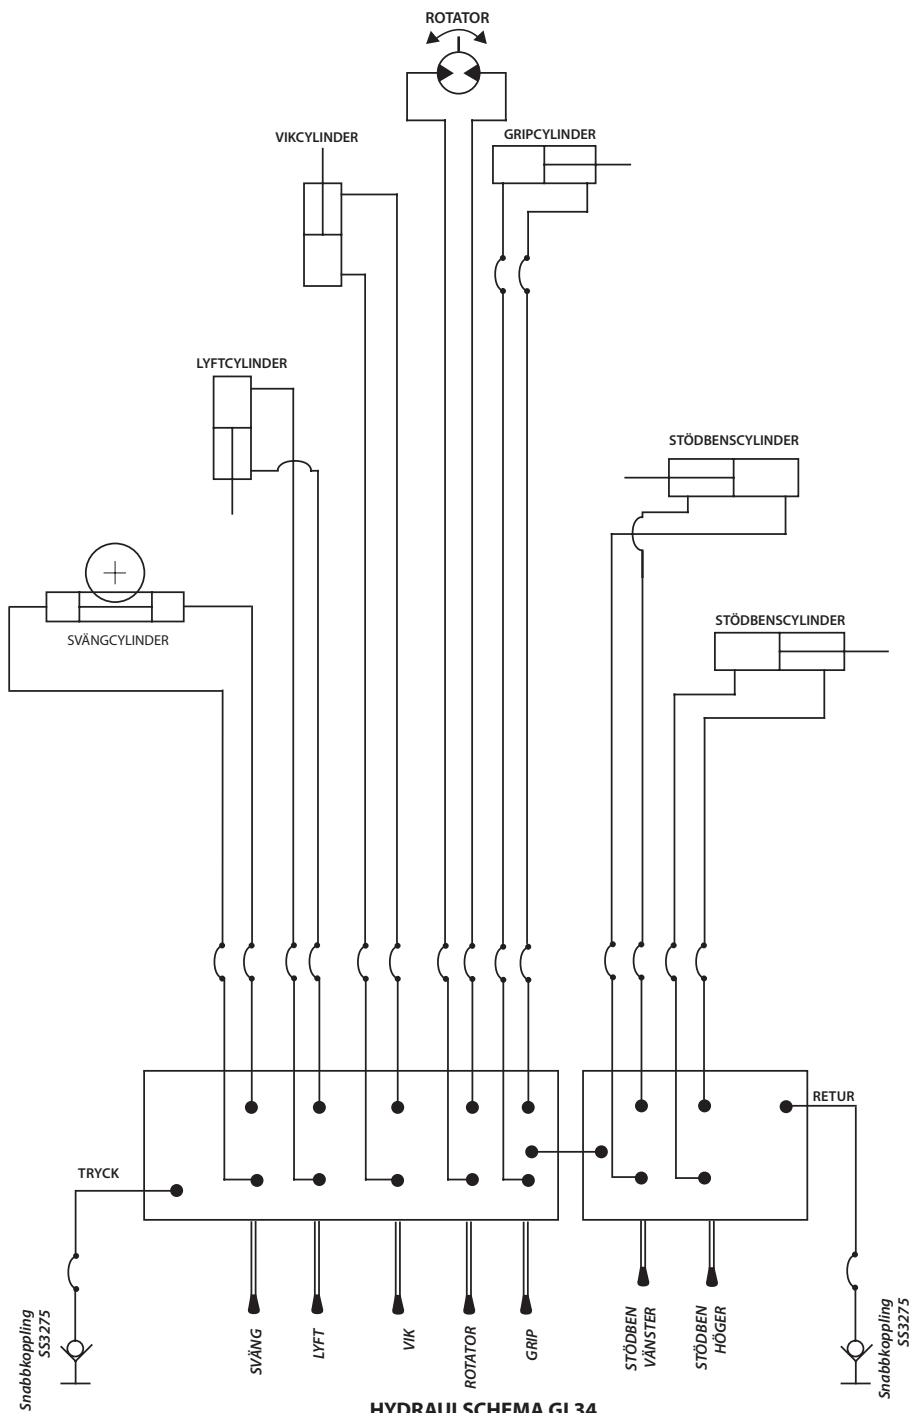 ROTATOR
VIKCYLINDER
GRIPCYLINDER
LYFTCYLINDER
STÖDBENSCYLINDER
SVÄNGCYLINDER
STÖDBENSCYLINDER
RETUR
TRYCK
Snabbkoppling
SS3275
SVÄNG
LYFT
VIK
ROTATOR
GRIP
STÖDBEN
VÄNSTER
STÖDBEN
HÖGER
Snabbkoppling
SS3275
HYDRAULSCHEMA GL34